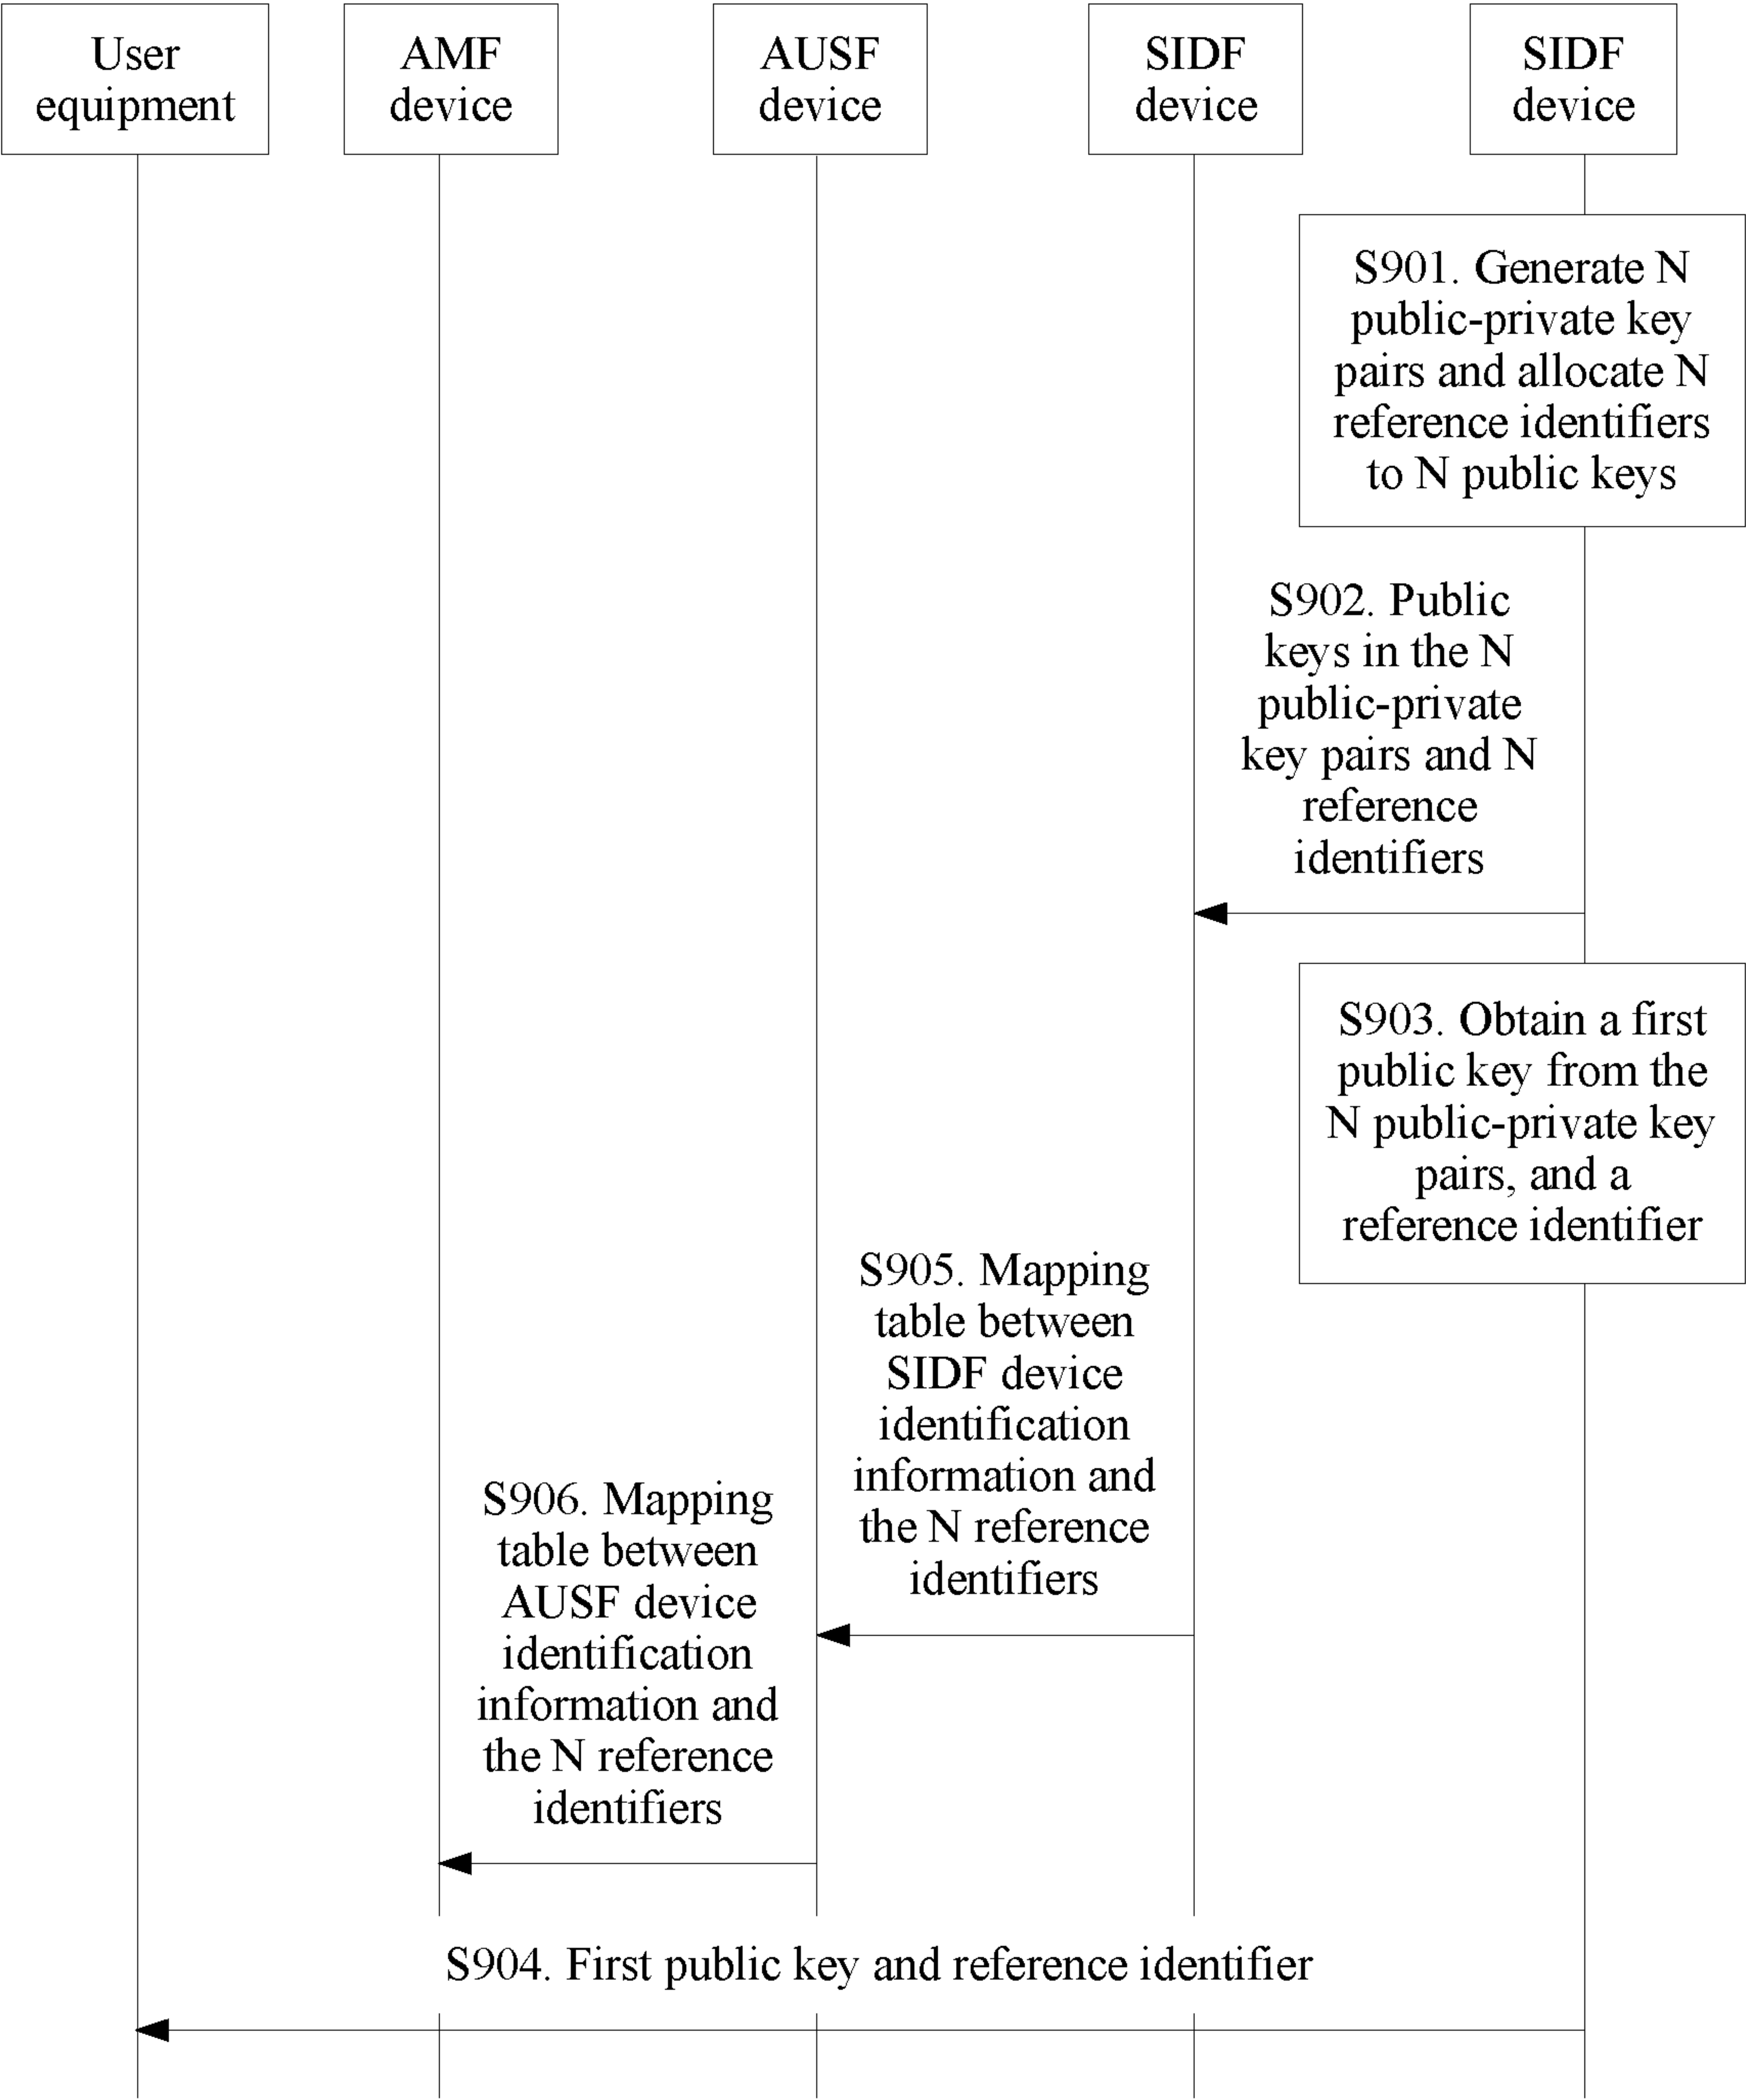 User
equipment
AMF
device
AUSF
device
SIDF
device
SIDF
device
S901. Generate N
public-private key
pairs and allocate N
reference identifiers
to N public keys
S902. Public
keys in the N
public-private
key pairs and N
reference
identifiers
S903. Obtain a first
public key from the
N public-private key
pairs, and a
reference identifier
S905. Mapping
table between
SIDF device
identification
information and
the N reference
identifiers
S906. Mapping
table between
AUSF device
identification
information and
the N reference
identifiers
S904. First public key and reference identifier